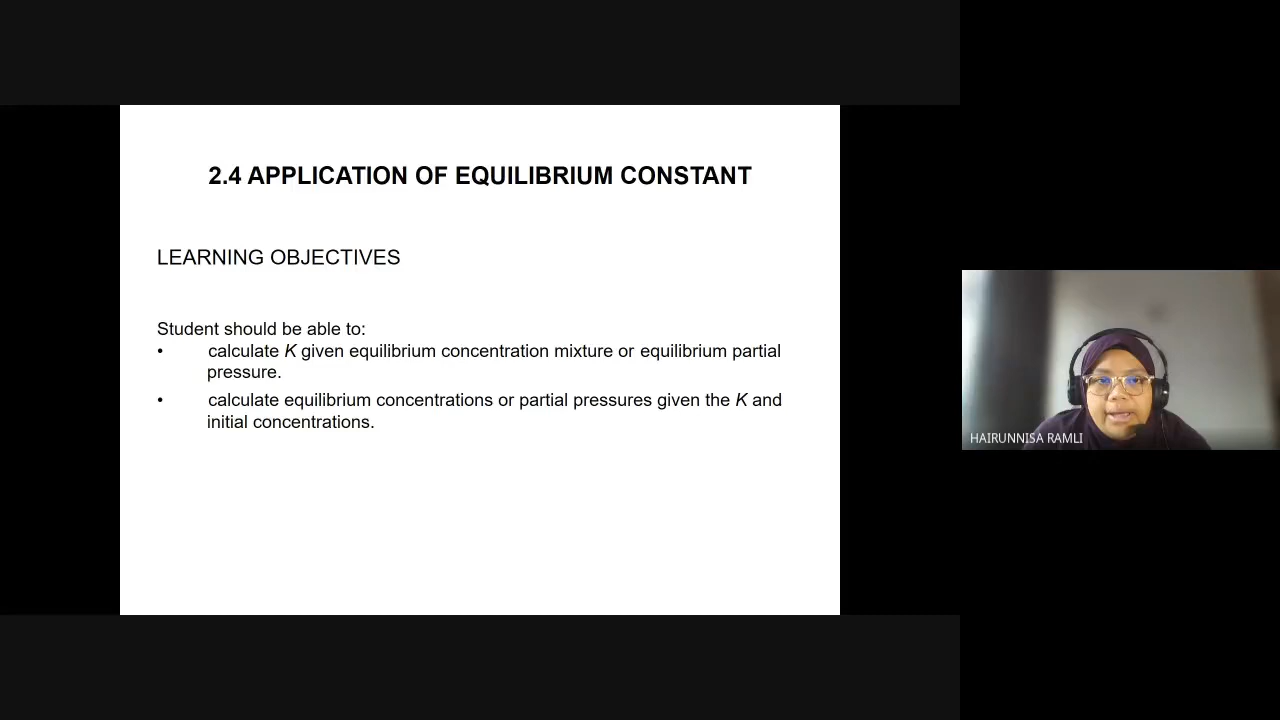 2.4 APPLICATION OF EQUILIBRIUM CONSTANT
LEARNING OBJECTIVES
Student should be able to:
• calculate K given equilibrium concentration mixture or equilibrium partial
pressure.
• calculate equilibrium concentrations or partial pressures given the K and
initial concentrations.
HAIRUNNISA RAMLI